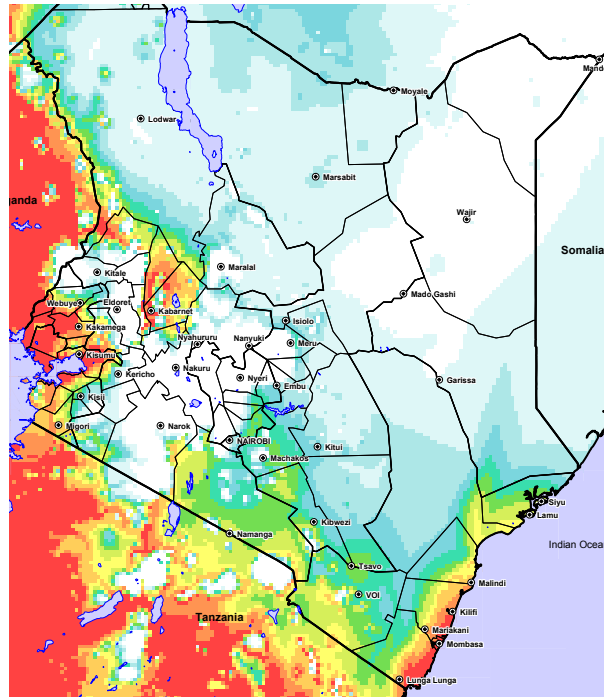 Mand
Moyale
Lodwar
Marsabit
anda
Wajir
Somalia
Kitale
Maralal
Mado Gashi
Webuye
Eldoret
Kabarnet
Isiolo
Kakamega
Nyahururu
Nanyuki
Meru
Kisumu
Kericho
Nakuru
Nyeri
Embu
Garissa
Kisii
Migori
Narok
NAIROBI
Kitui
Machakos
Siyu
Lamu
Kibwezi
Namanga
Indian Ocea
Tsavo
Malindi
VOI
Kilifi
Tanzania
Mariakani
Mombasa
Lunga Lunga